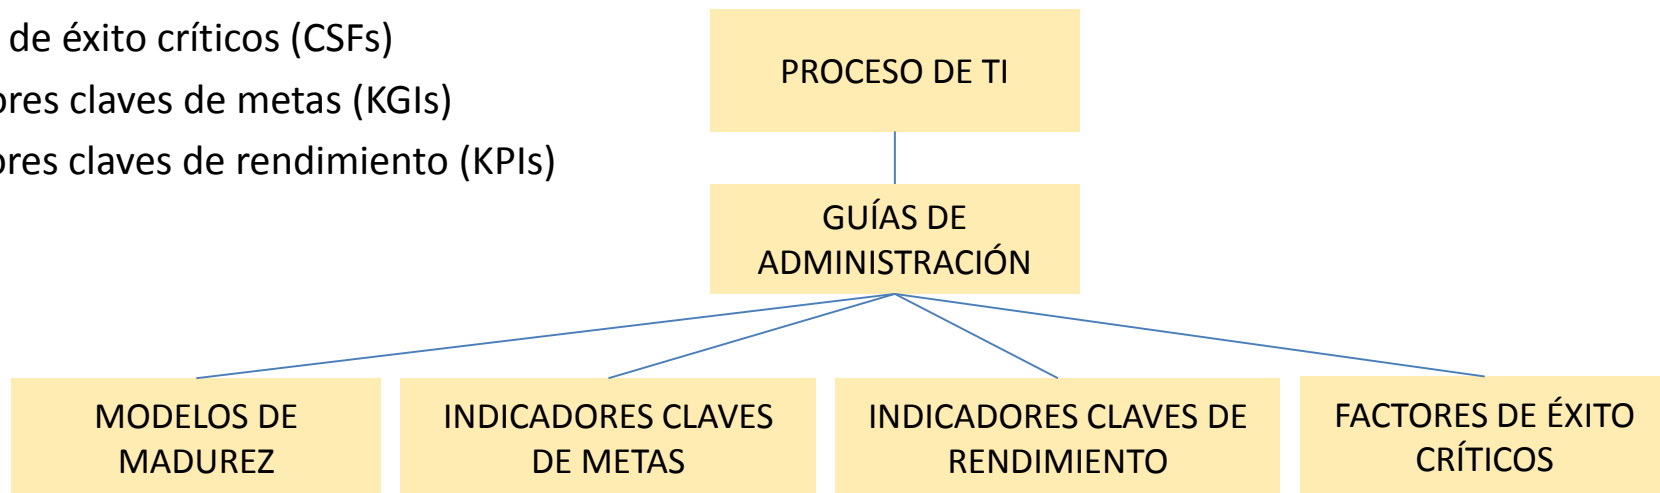 de éxito críticos (CSFs)
ores claves de metas (KGIs)
ores claves de rendimiento (KPIs)
PROCESO DE TI
GUÍAS DE
ADMINISTRACIÓN
MODELOS DE
MADUREZ
INDICADORES CLAVES
DE METAS
INDICADORES CLAVES DE
RENDIMIENTO
FACTORES DE ÉXITO
CRÍTICOS